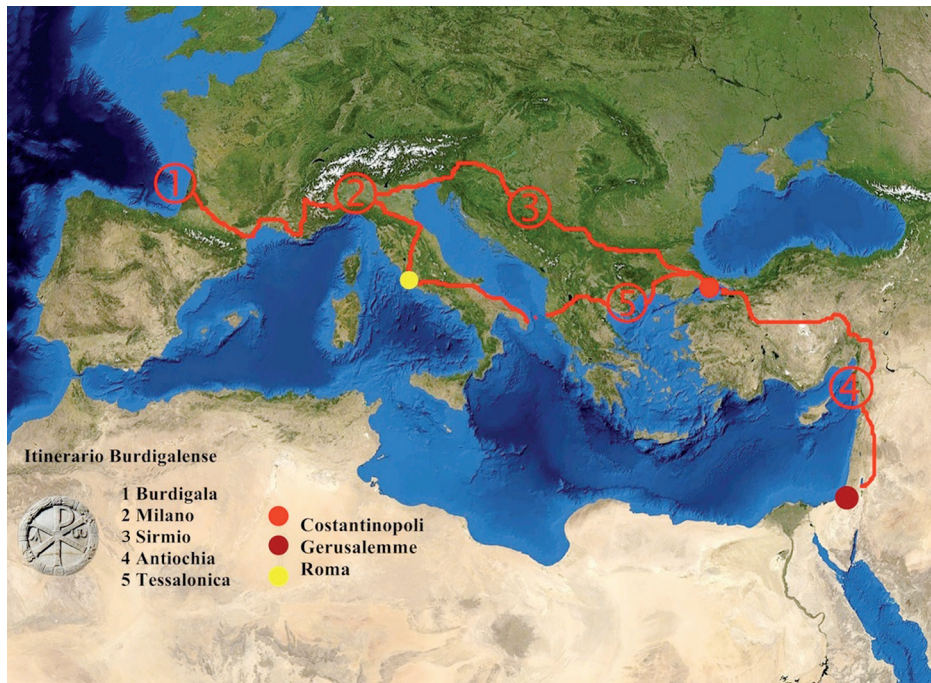 1
2
3
5
4
Itinerario Burdigalense
1 Burdigala
2 Milano
3 Sirmio
4 Antiochia
5 Tessalonica
Costantinopoli
Gerusalemme
Roma